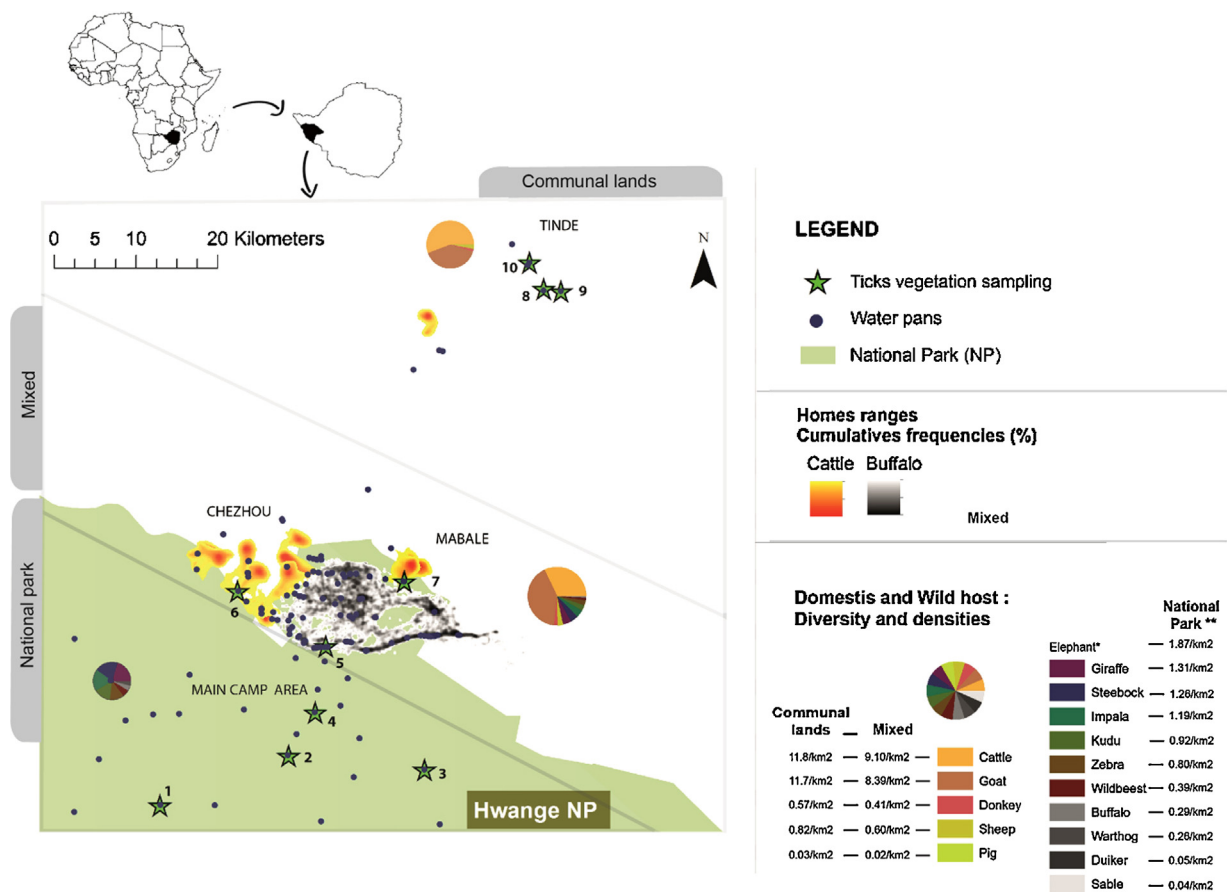 Communal lands
TINDE
0 5 10 20 Kilometers
N
10
8
9
Mixed
CHEZHOU
MABALE
7
6
National park
5
MAIN CAMP AREA
4
2
3
1
Hwange NP
LEGEND
Ticks vegetation sampling
Water pans
National Park (NP)
Homes ranges
Cumulatives frequencies (%)
Cattle Buffalo
Mixed
Domestis and Wild host :
Diversity and densities
National
Park **
Elephant* — 1.87/km2
Giraffe — 1.31/km2
Steebock — 1.26/km2
Impala — 1.19/km2
Kudu — 0.92/km2
Zebra — 0.80/km2
Wildbeest — 0.39/km2
Buffalo — 0.29/km2
Warthog — 0.26/km2
Duiker — 0.05/km2
Sable — 0.04/km2
Communal
lands — Mixed
11.8/km2 — 9.10/km2 — Cattle
11.7/km2 — 8.39/km2 — Goat
0.57/km2 — 0.41/km2 — Donkey
0.82/km2 — 0.60/km2 — Sheep
0.03/km2 — 0.02/km2 — Pig